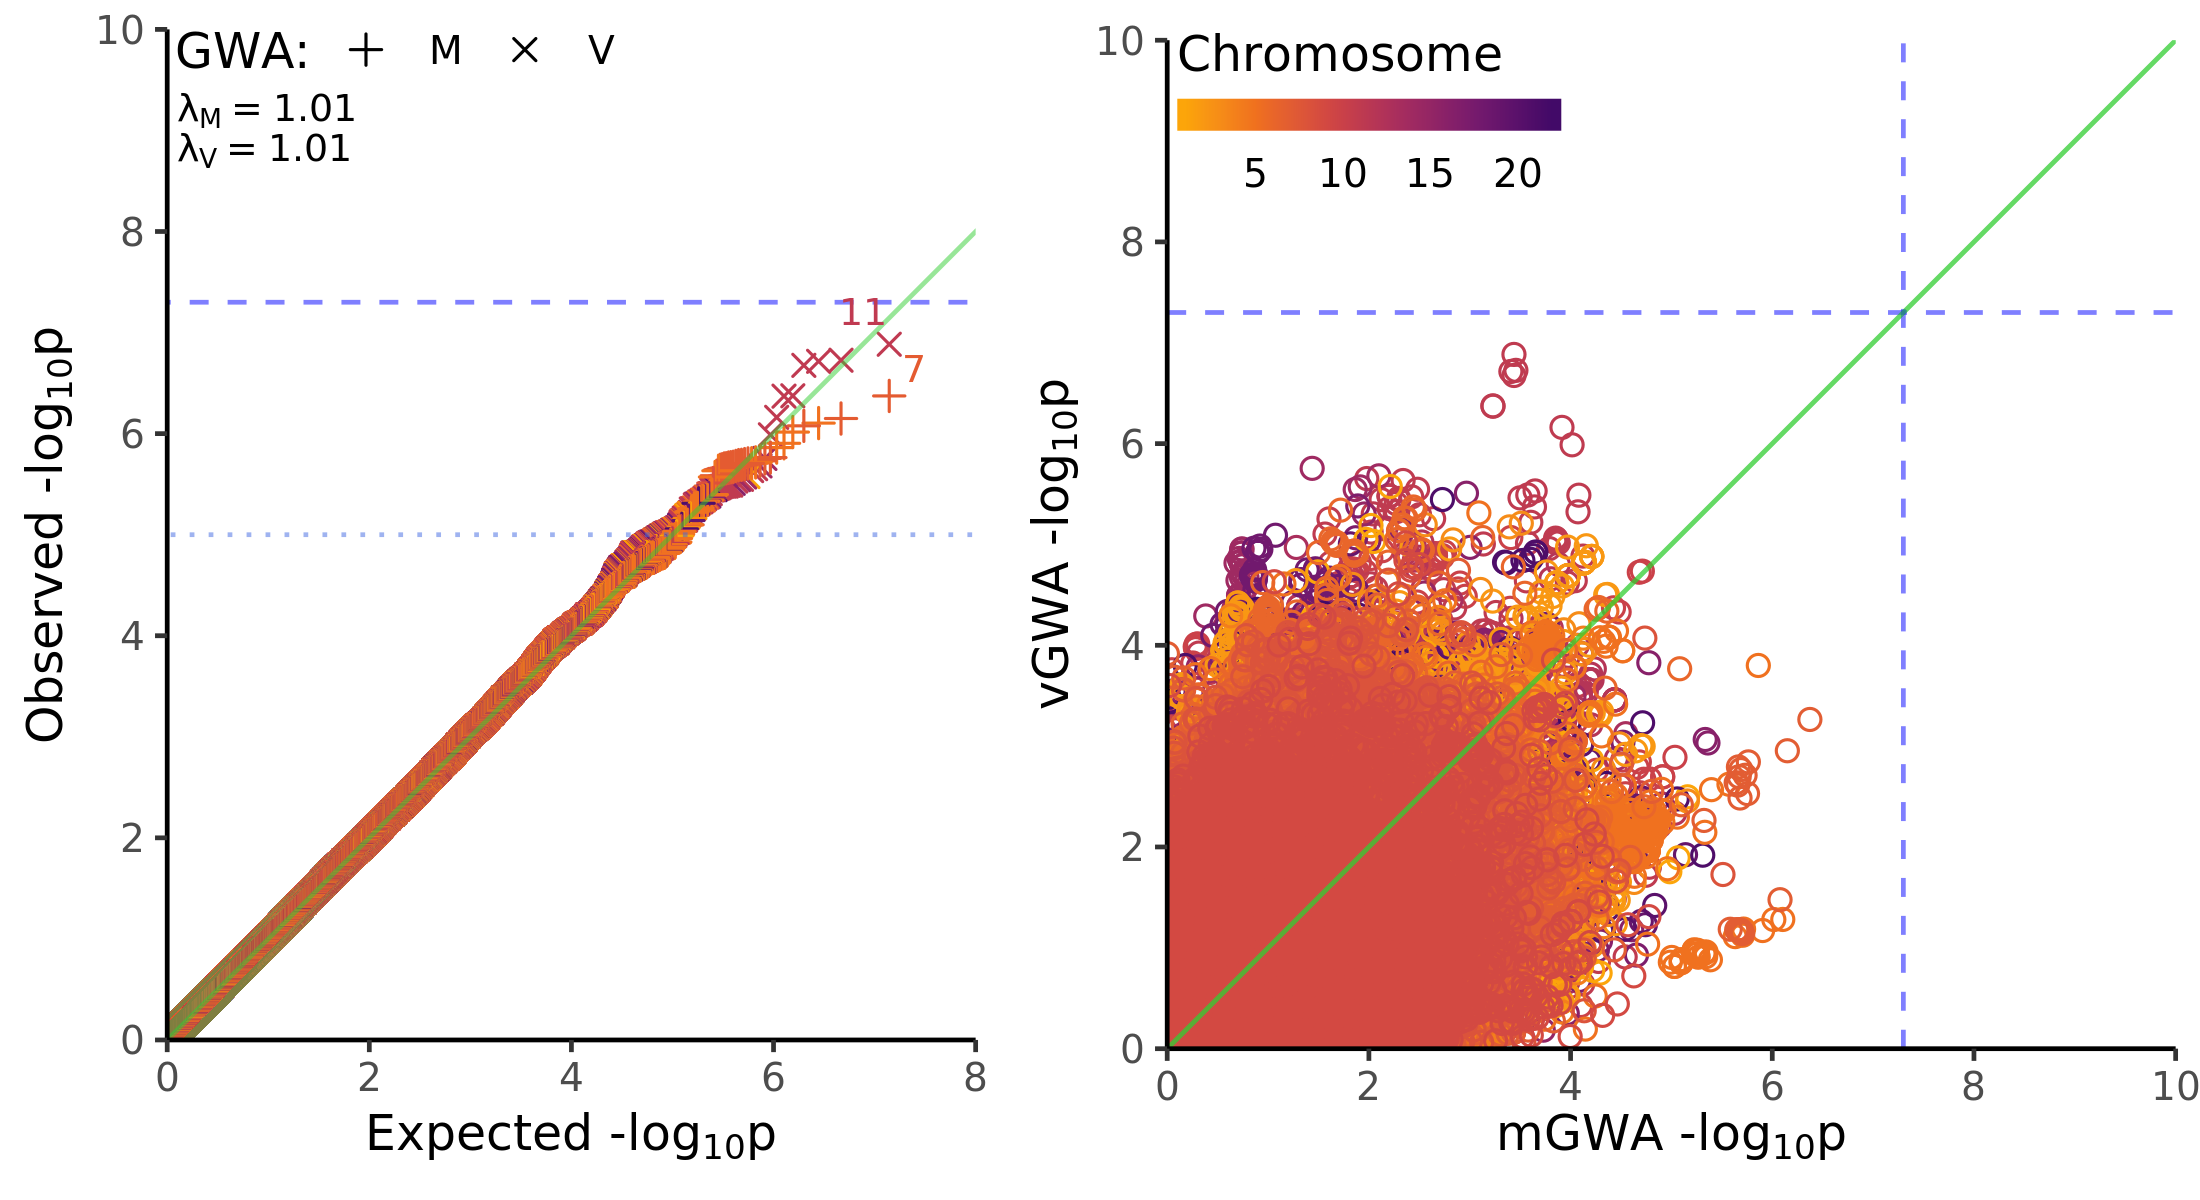 GWA: + M × V
λM = 1.01
λV = 1.01
10
8
6
4
2
0
11
7
0 2 4 6 8
Observed -log10p
Expected -log10p
Chromosome
5 10 15 20
10
8
6
4
2
0
0 2 4 6 8 10
vGWA -log10p
mGWA -log10p